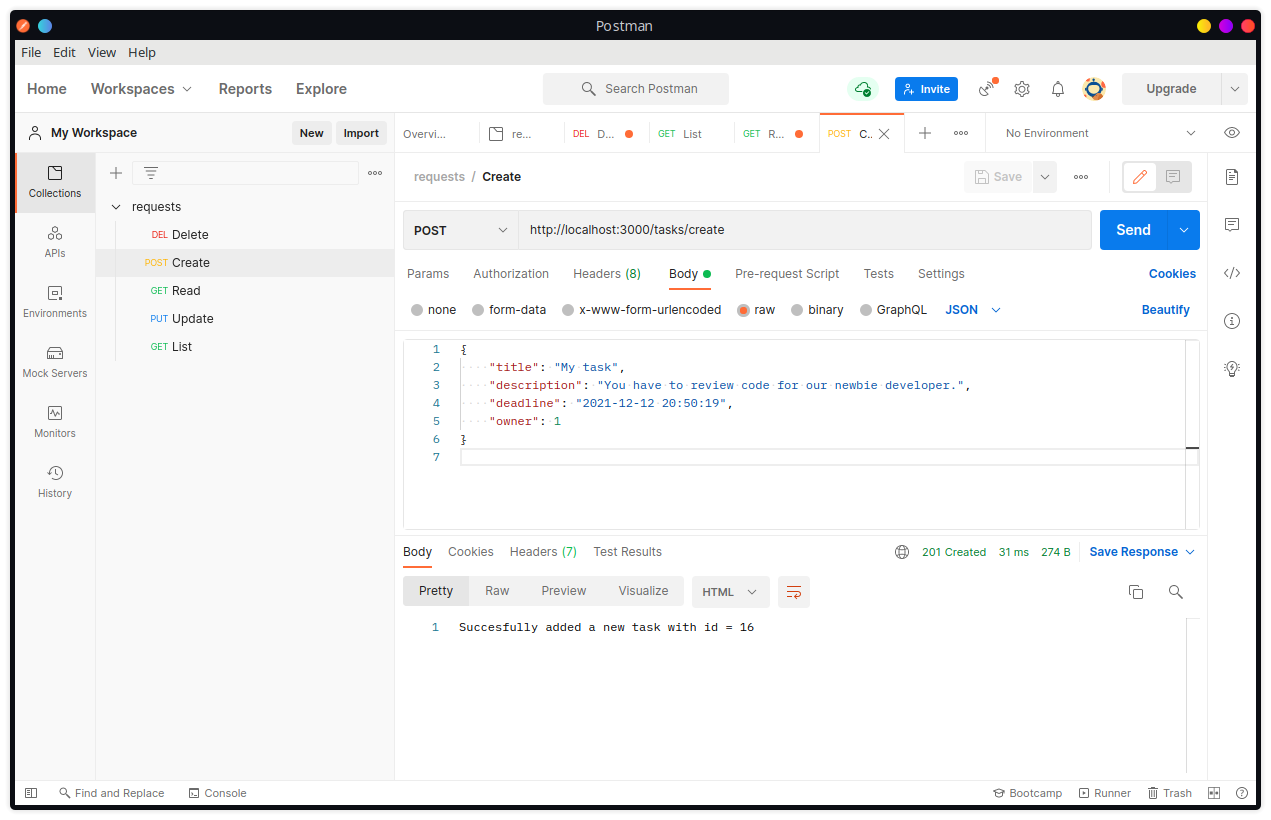 Postman
File Edit View Help
Home Workspaces Reports Explore Search Postman Invite Upgrade
My Workspace New Import
Overvi... re... DEL D... GET List GET R... POST C.. No Environment
Collections
APIs
Environments
Mock Servers
Monitors
History
requests
DEL Delete
POST Create
GET Read
PUT Update
GET List
requests / Create Save
POST http://localhost:3000/tasks/create Send
Params Authorization Headers (8) Body Pre-request Script Tests Settings Cookies
none form-data x-www-form-urlencoded raw binary GraphQL JSON Beautify
1 {
2 "title": "My task",
3 "description": "You have to review code for our newbie developer.",
4 "deadline": "2021-12-12 20:50:19",
5 "owner": 1
6 }
7
Body Cookies Headers (7) Test Results 201 Created 31 ms 274 B Save Response
Pretty Raw Preview Visualize HTML
1 Succesfully added a new task with id = 16
Find and Replace Console Bootcamp Runner Trash